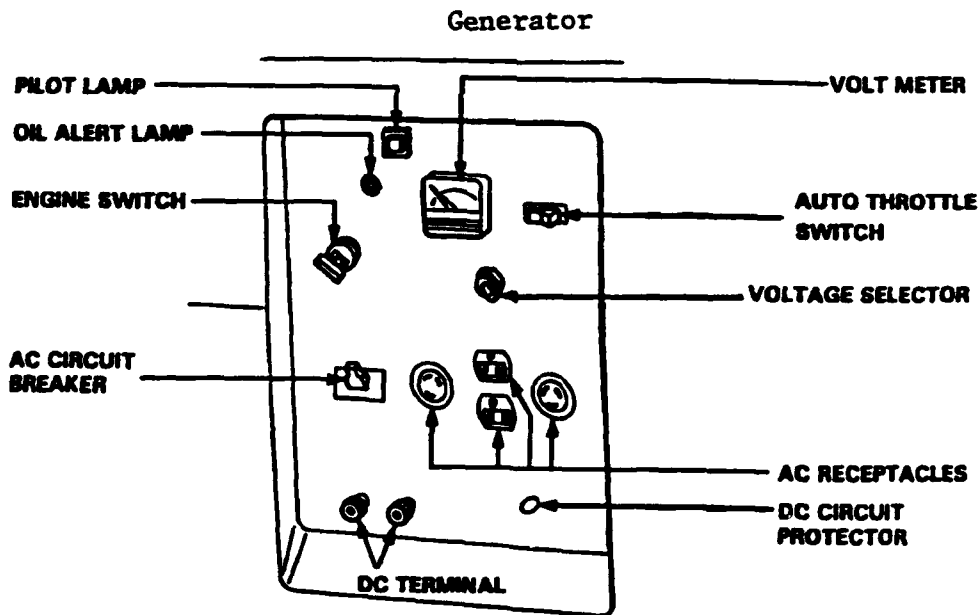 Generator
PILOT LAMP
VOLT METER
OIL ALERT LAMP
ENGINE SWITCH
AUTO THROTTLE
SWITCH
VOLTAGE SELECTOR
AC CIRCUIT
BREAKER
AC RECEPTACLES
DC CIRCUIT
PROTECTOR
DC TERMINAL